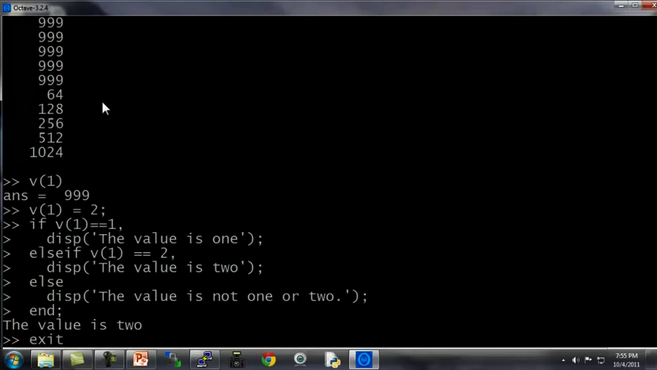 Octave-3.2.4
999
999
999
999
999
64
128
256
512
1024
>> v(1)
ans =  999
>> v(1) = 2;
>> if v(1)==1,
>    disp('The value is one');
>  elseif v(1) == 2,
>    disp('The value is two');
>  else
>    disp('The value is not one or two.');
>  end;
The value is two
>> exit
7:55 PM
10/4/2011